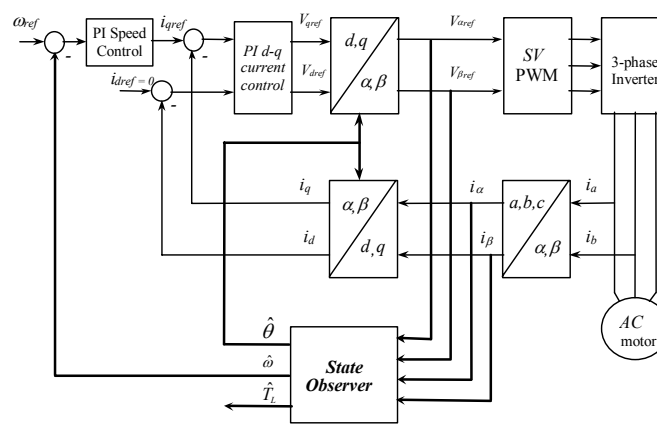 ωref
PI Speed
Control
-
iqref
-
idref = 0
-
PI d-q
current
control
Vqref
Vdref
d,q
α,β
Vαref
Vβref
SV
PWM
3-phase
Inverter
iq
id
α,β
d,q
iα
iβ
a,b,c
α,β
ia
ib
AC
motor
θ̂
ω̂
T̂L
State
Observer